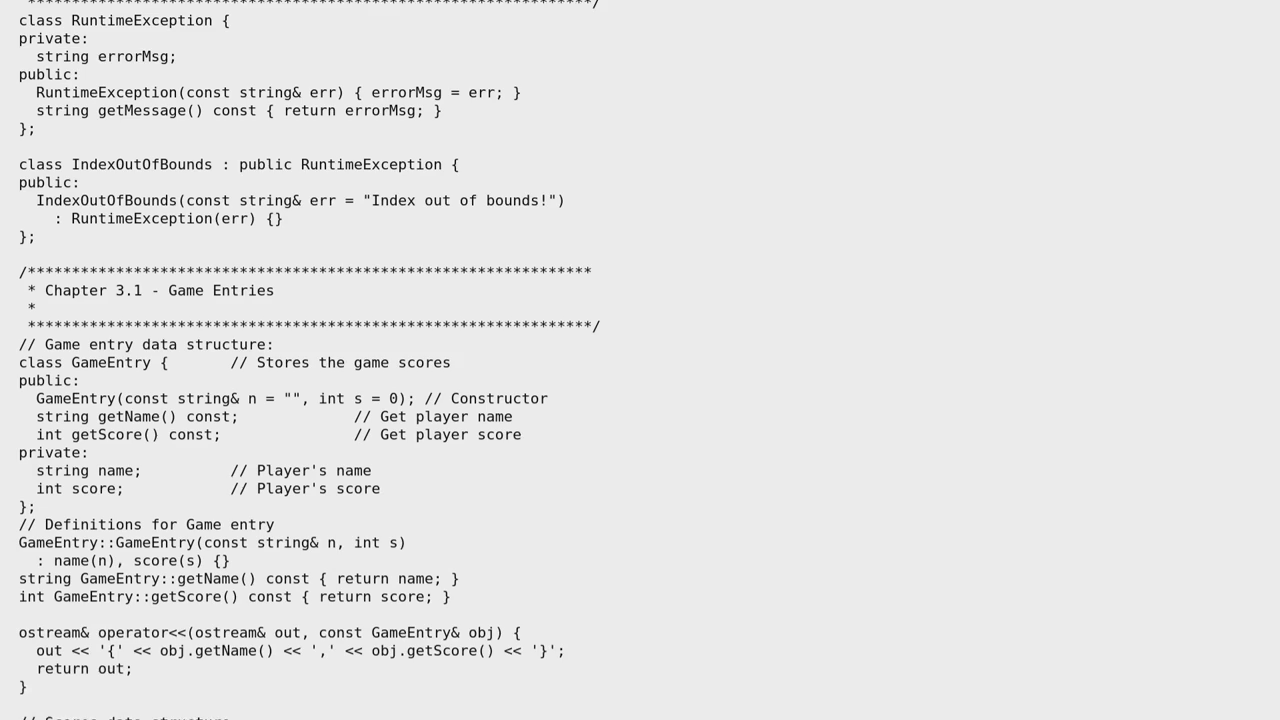 ****************************************************************/
class RuntimeException {
private:
  string errorMsg;
public:
  RuntimeException(const string& err) { errorMsg = err; }
  string getMessage() const { return errorMsg; }
};

class IndexOutOfBounds : public RuntimeException {
public:
  IndexOutOfBounds(const string& err = "Index out of bounds!")
    : RuntimeException(err) {}
};

/****************************************************************
 * Chapter 3.1 - Game Entries
 *
 ****************************************************************/
// Game entry data structure:
class GameEntry {       // Stores the game scores
public:
  GameEntry(const string& n = "", int s = 0); // Constructor
  string getName() const;             // Get player name
  int getScore() const;               // Get player score
private:
  string name;          // Player's name
  int score;            // Player's score
};
// Definitions for Game entry
GameEntry::GameEntry(const string& n, int s)
  : name(n), score(s) {}
string GameEntry::getName() const { return name; }
int GameEntry::getScore() const { return score; }

ostream& operator<<(ostream& out, const GameEntry& obj) {
  out << '{' << obj.getName() << ',' << obj.getScore() << '}';
  return out;
}

// Scores data structure